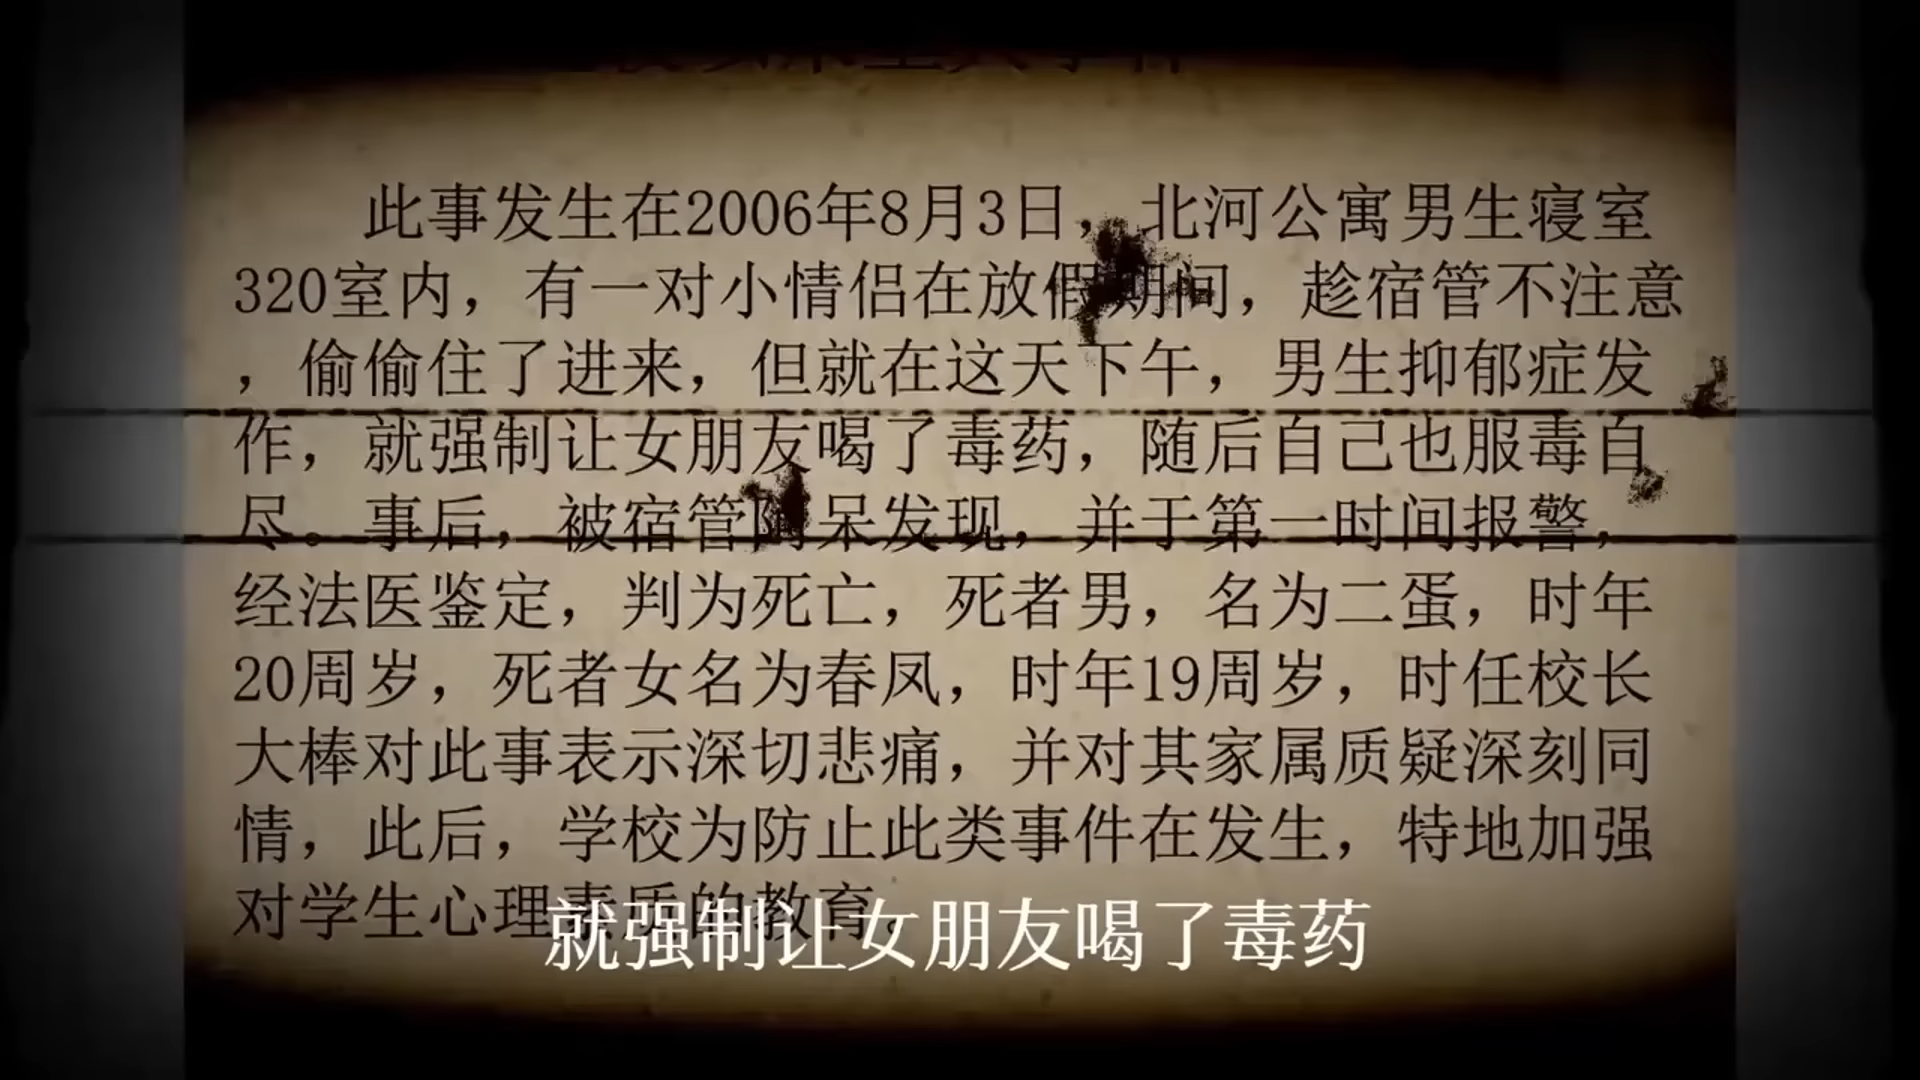 此事发生在2006年8月3日，北河公寓男生寝室
320室内，有一对小情侣在放假期间，趁宿管不注意
，偷偷住了进来，但就在这天下午，男生抑郁症发
作，就强制让女朋友喝了毒药，随后自己也服毒自
尽。事后，被宿管阿呆发现，并于第一时间报警，
经法医鉴定，判为死亡，死者男，名为二蛋，时年
20周岁，死者女名为春凤，时年19周岁，时任校长
大棒对此事表示深切悲痛，并对其家属质疑深刻同
情，此后，学校为防止此类事件在发生，特地加强
对学生心理素质的教育。
就强制让女朋友喝了毒药